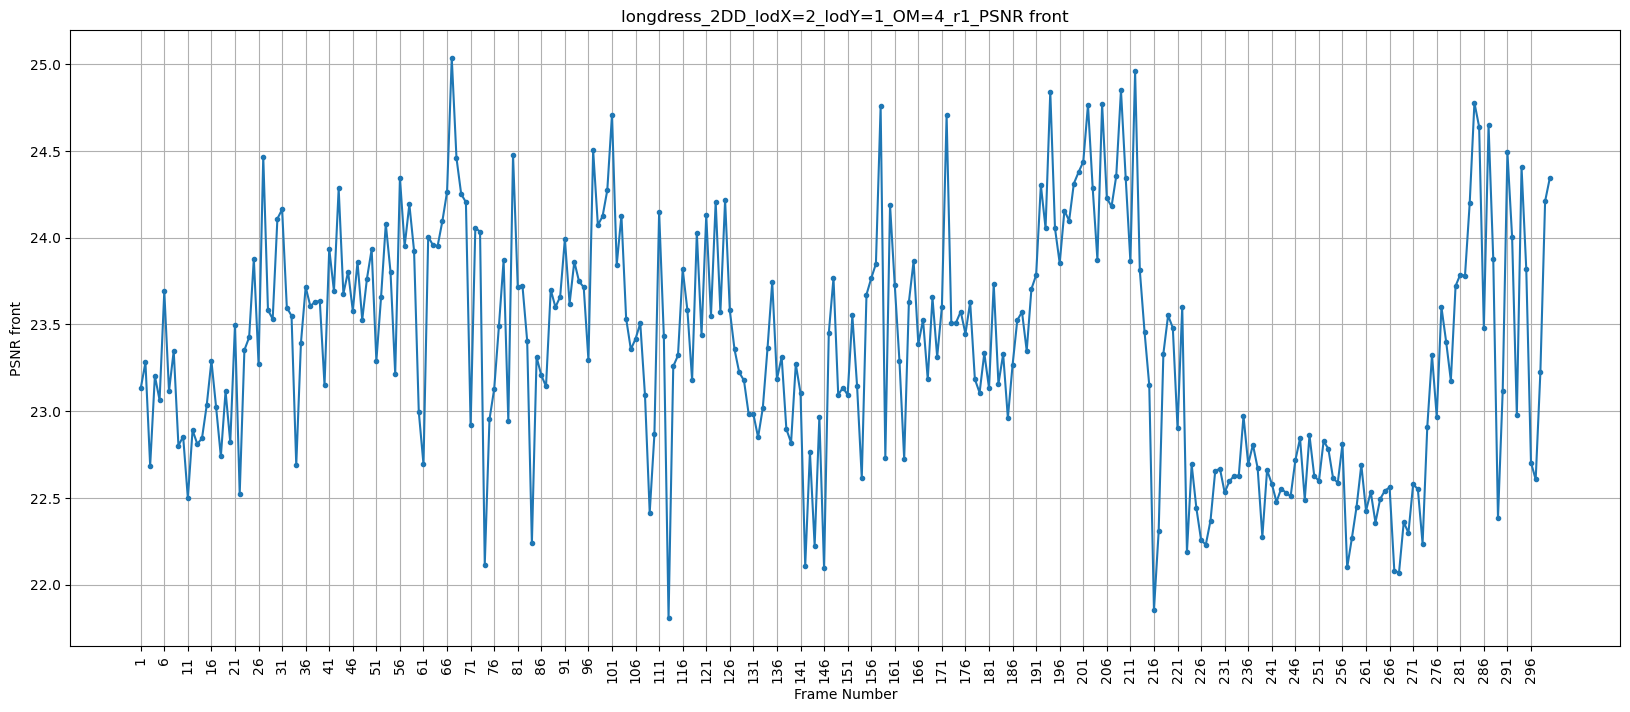 longdress_2DD_lodX=2_lodY=1_OM=4_r1_PSNR front
25.0
24.5
24.0
23.5
23.0
22.5
22.0
PSNR front
1 6 11 16 21 26 31 36 41 46 51 56 61 66 71 76 81 86 91 96 101 106 111 116 121 126 131 136 141 146 151 156 161 166 171 176 181 186 191 196 201 206 211 216 221 226 231 236 241 246 251 256 261 266 271 276 281 286 291 296
Frame Number